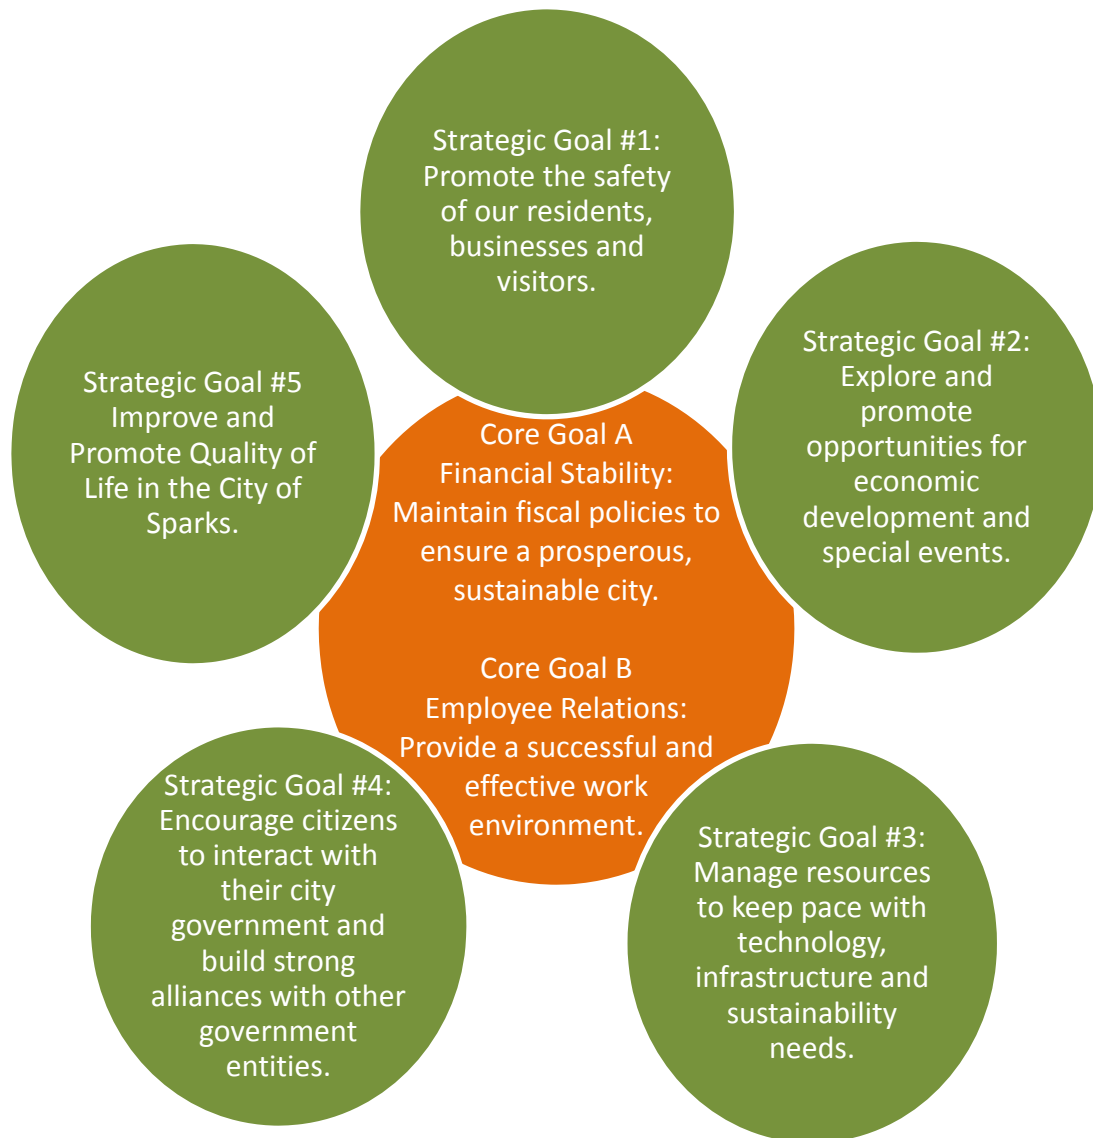 Strategic Goal #1:
Promote the safety
of our residents,
businesses and
visitors.
Strategic Goal #2:
Explore and
promote
opportunities for
economic
development and
special events.
Strategic Goal #3:
Manage resources
to keep pace with
technology,
infrastructure and
sustainability
needs.
Strategic Goal #4:
Encourage citizens
to interact with
their city
government and
build strong
alliances with other
government
entities.
Strategic Goal #5
Improve and
Promote Quality of
Life in the City of
Sparks.
Core Goal A
Financial Stability:
Maintain fiscal policies to
ensure a prosperous,
sustainable city.
Core Goal B
Employee Relations:
Provide a successful and
effective work
environment.